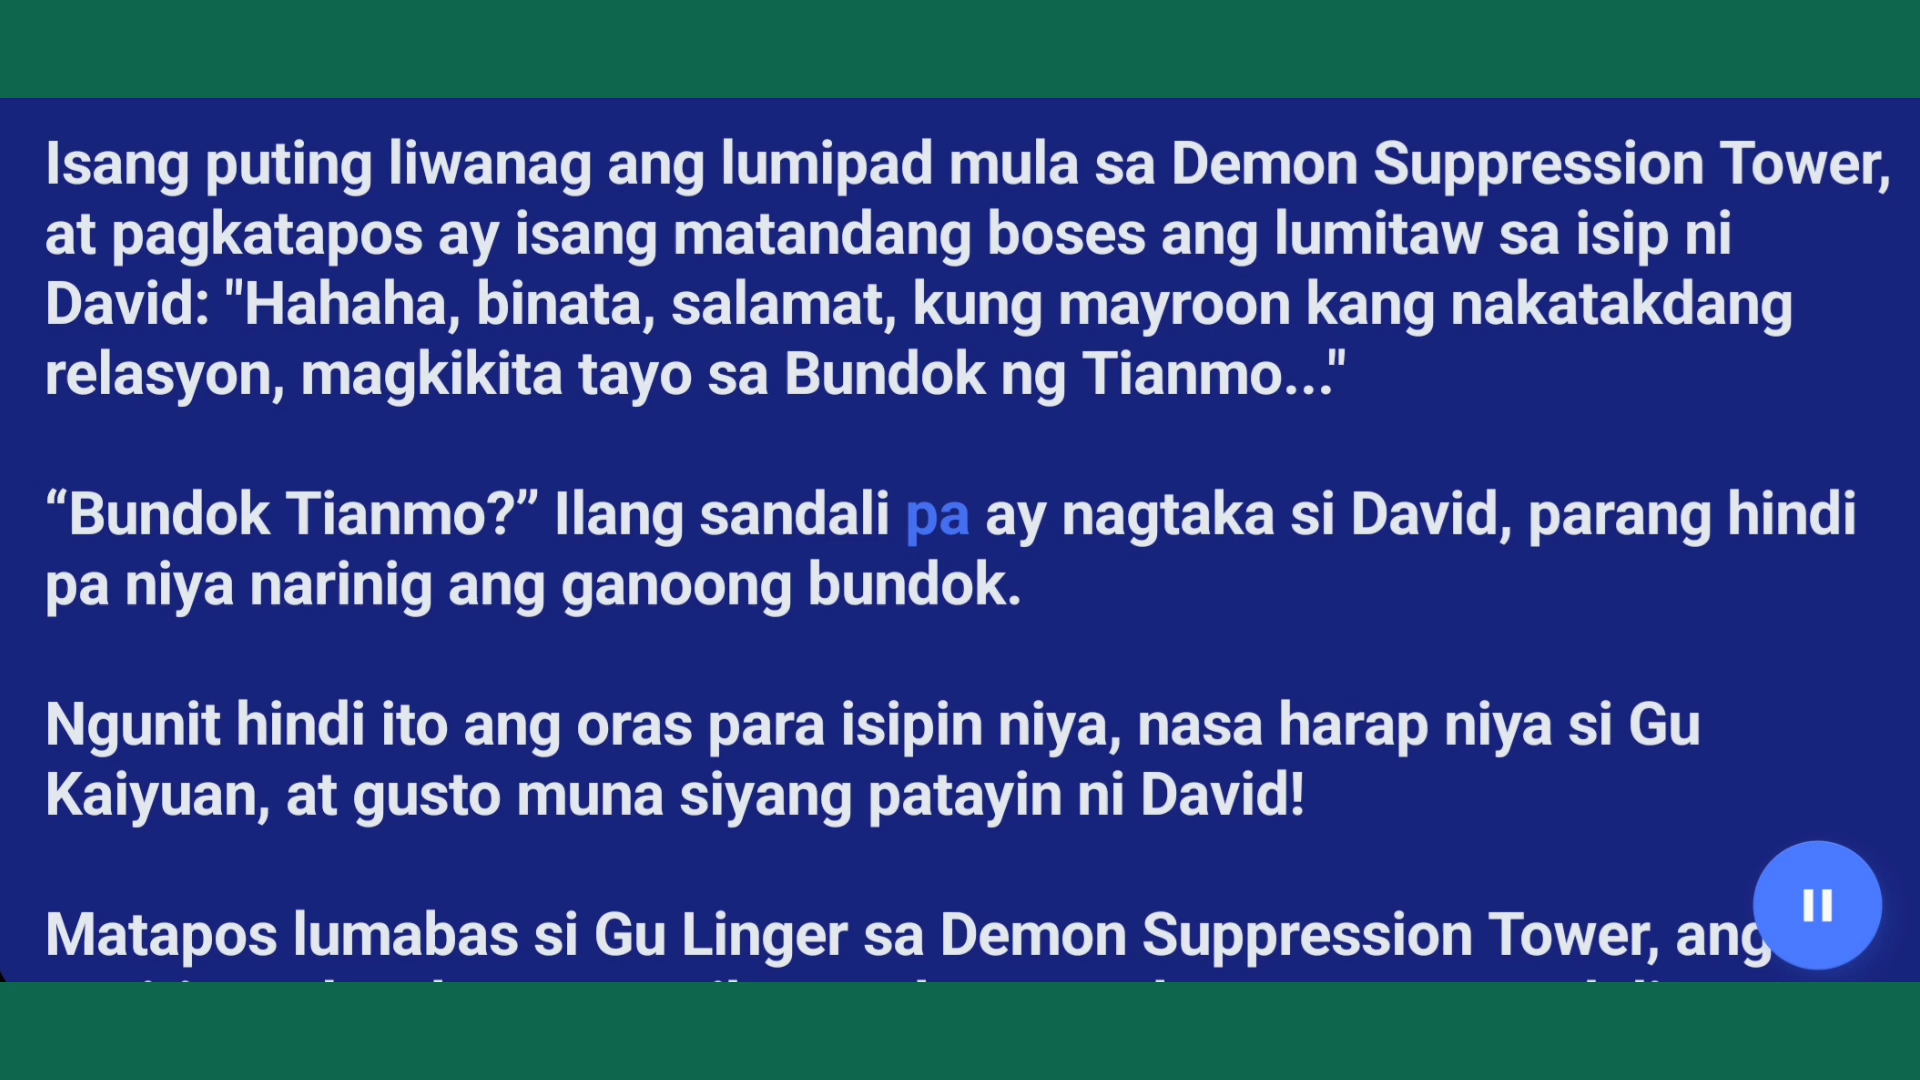 Isang puting liwanag ang lumipad mula sa Demon Suppression Tower,
at pagkatapos ay isang matandang boses ang lumitaw sa isip ni
David: "Hahaha, binata, salamat, kung mayroon kang nakatakdang
relasyon, magkikita tayo sa Bundok ng Tianmo..."
“Bundok Tianmo?” Ilang sandali pa ay nagtaka si David, parang hindi
pa niya narinig ang ganoong bundok.
Ngunit hindi ito ang oras para isipin niya, nasa harap niya si Gu
Kaiyuan, at gusto muna siyang patayin ni David!
Matapos lumabas si Gu Linger sa Demon Suppression Tower, ang